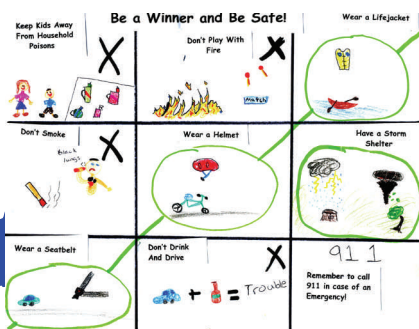 Be a Winner and Be Safe!
Keep Kids Away
From Household
Poisons
X
Don't Play With
Fire
X
Match
Wear a Lifejacket
Don't Smoke
X
Black
lungs
Wear a Helmet
Have a Storm
Shelter
Wear a Seatbelt
Don't Drink
And Drive
X
+ = Trouble
911
Remember to call
911 in case of an
Emergency!